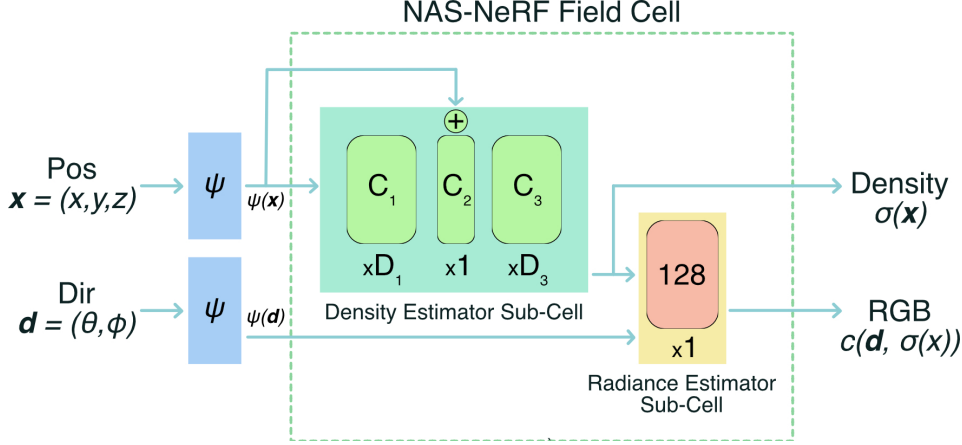 NAS-NeRF Field Cell
+
Pos
x = (x,y,z)
ψ
ψ(x)
C₁
C₂
C₃
xD₁
x1
xD₃
Density Estimator Sub-Cell
Density
σ(x)
Dir
d = (θ,ϕ)
ψ
ψ(d)
128
x1
Radiance Estimator
Sub-Cell
RGB
c(d, σ(x))